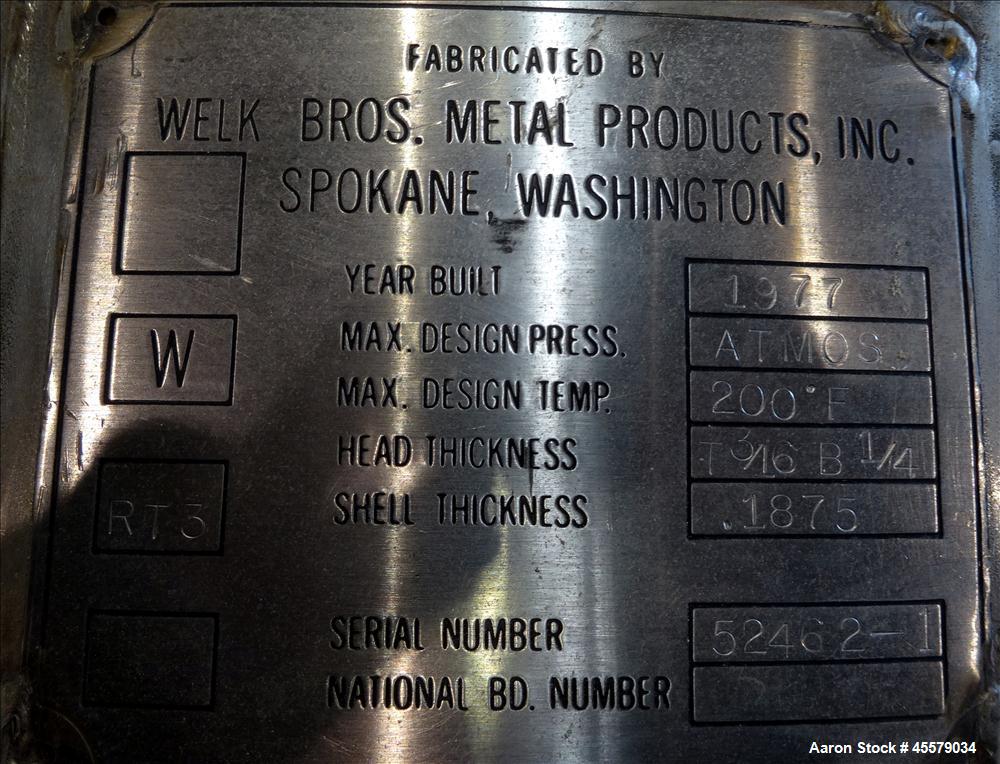 FABRICATED BY
WELK BROS. METAL PRODUCTS, INC.
SPOKANE, WASHINGTON
YEAR BUILT 1977
W
MAX. DESIGN PRESS. ATMOS.
MAX. DESIGN TEMP. 200°F
HEAD THICKNESS T 3/16 B 1/4
RT3
SHELL THICKNESS .1875
SERIAL NUMBER 52462-1
NATIONAL BD. NUMBER
Aaron Stock # 45579034